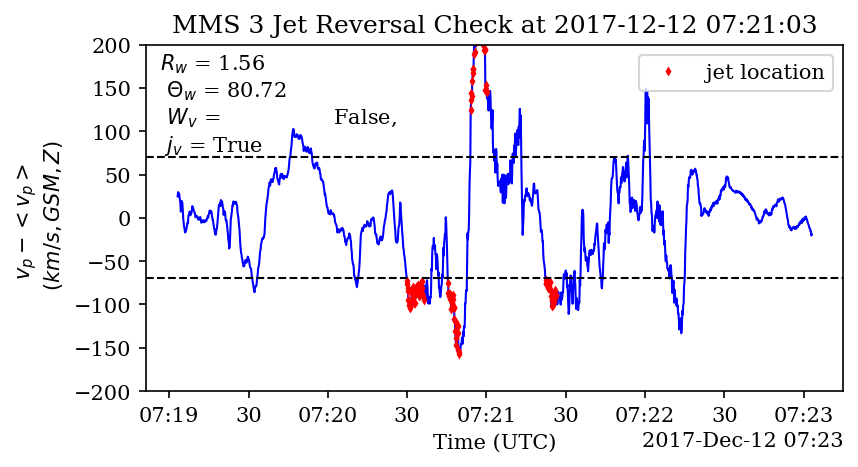 MMS 3 Jet Reversal Check at 2017-12-12 07:21:03
R_w = 1.56
Θ_w = 80.72
W_v = False,
j_v = True
jet location
v_p − < v_p >
(km/s, GSM, Z)
200
150
100
50
0
−50
−100
−150
−200
07:19 30 07:20 30 07:21 30 07:22 30 07:23
Time (UTC)
2017-Dec-12 07:23